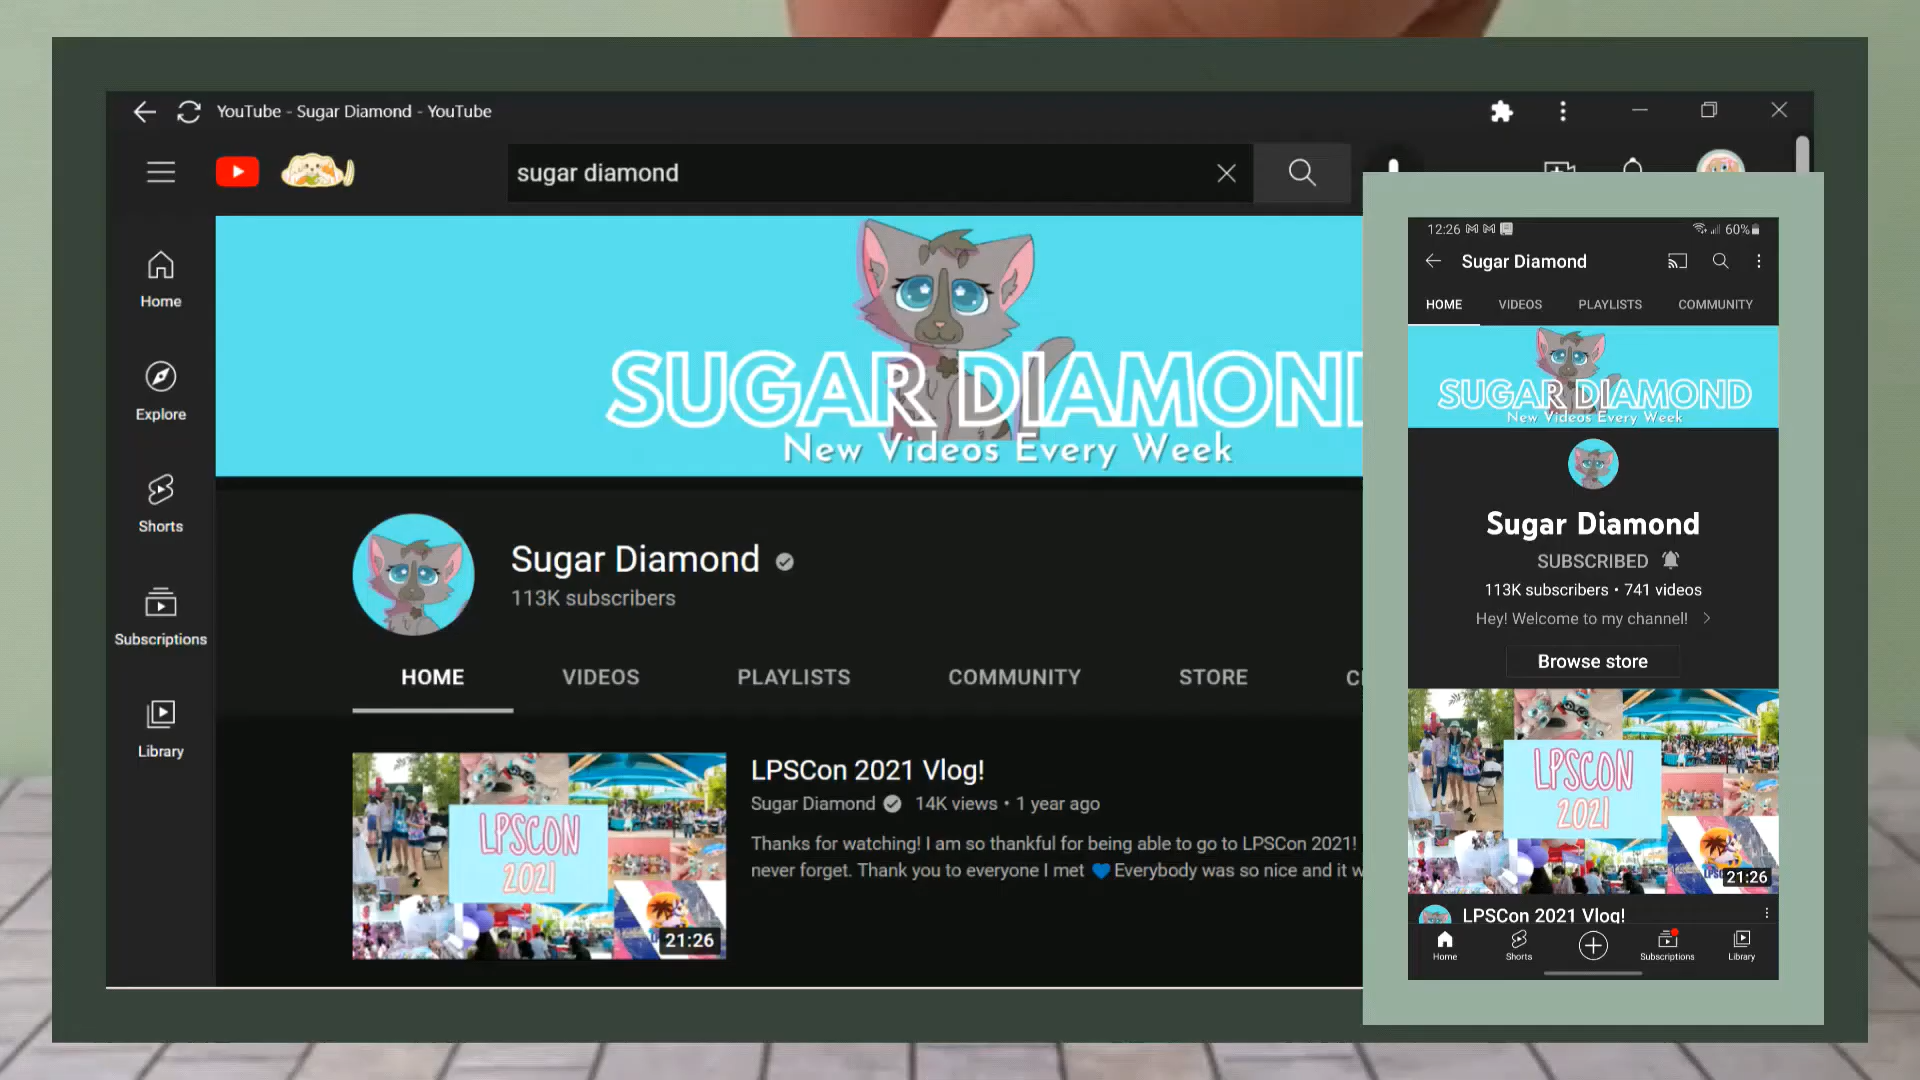 YouTube - Sugar Diamond - YouTube
sugar diamond
Home
Explore
Shorts
Subscriptions
Library
SUGAR DIAMOND
New Videos Every Week
Sugar Diamond
113K subscribers
HOME VIDEOS PLAYLISTS COMMUNITY STORE
LPSCON
2021
21:26
LPSCon 2021 Vlog!
Sugar Diamond 14K views • 1 year ago
Thanks for watching! I am so thankful for being able to go to LPSCon 2021!
never forget. Thank you to everyone I met 💙 Everybody was so nice and it w
12:26 60%
Sugar Diamond
HOME VIDEOS PLAYLISTS COMMUNITY
SUGAR DIAMOND
New Videos Every Week
Sugar Diamond
SUBSCRIBED
113K subscribers • 741 videos
Hey! Welcome to my channel!
Browse store
LPSCON
2021
21:26
LPSCon 2021 Vlog!
Home Shorts Subscriptions Library